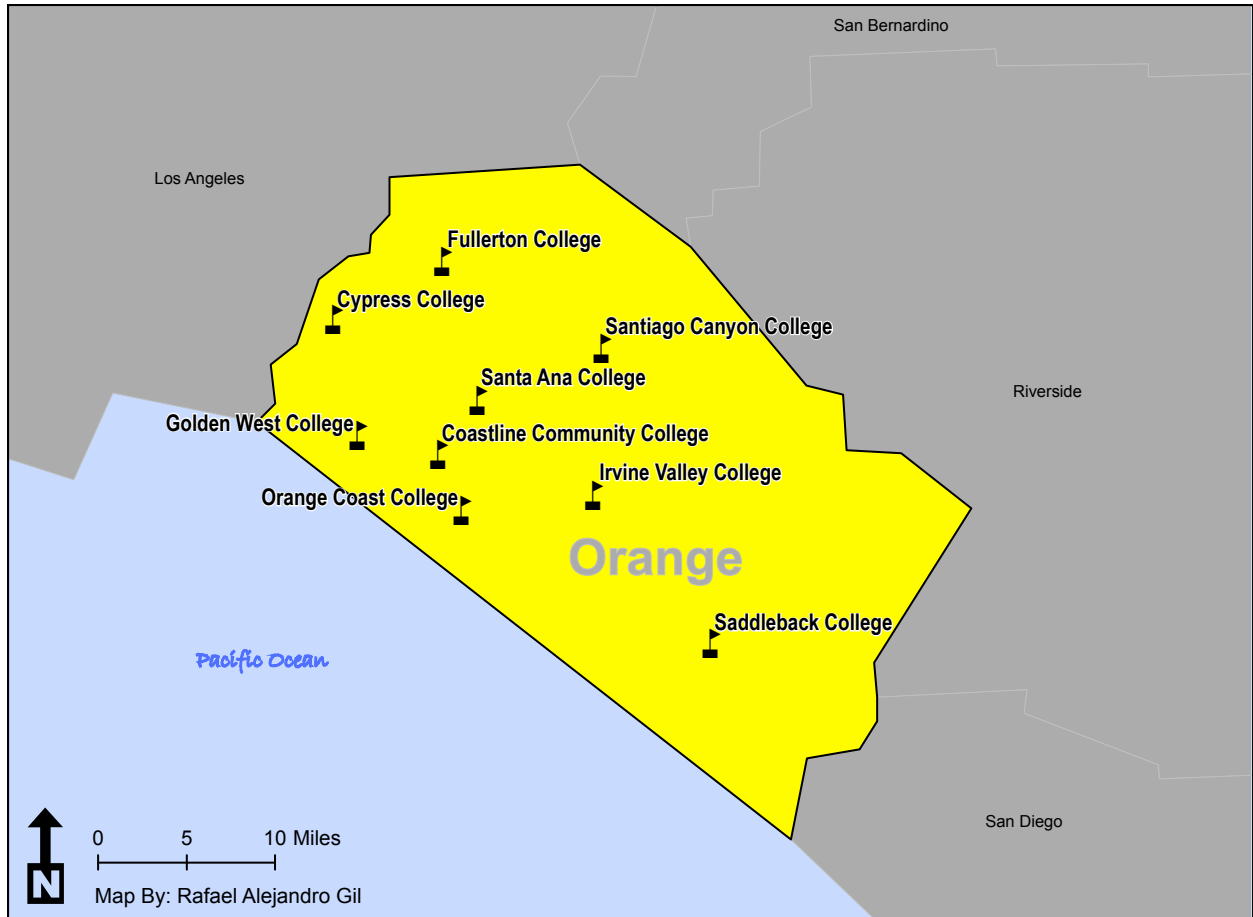 San Bernardino
Los Angeles
Fullerton College
Cypress College
Santiago Canyon College
Santa Ana College
Riverside
Golden West College
Coastline Community College
Irvine Valley College
Orange Coast College
Orange
Saddleback College
Pacific Ocean
San Diego
0 5 10 Miles
N
Map By: Rafael Alejandro Gil